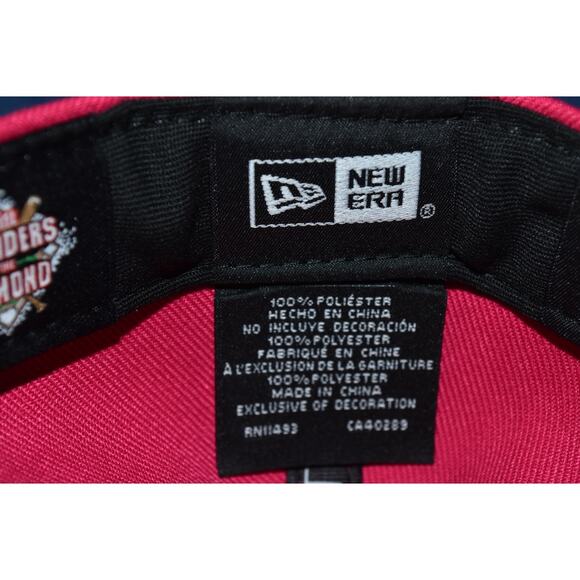 NEW
ERA
®
100% POLIÉSTER
HECHO EN CHINA
NO INCLUYE DECORACIÓN
100% POLYESTER
FABRIQUÉ EN CHINE
À L'EXCLUSION DE LA GARNITURE
100% POLYESTER
MADE IN CHINA
EXCLUSIVE OF DECORATION
RN11493 CA40289